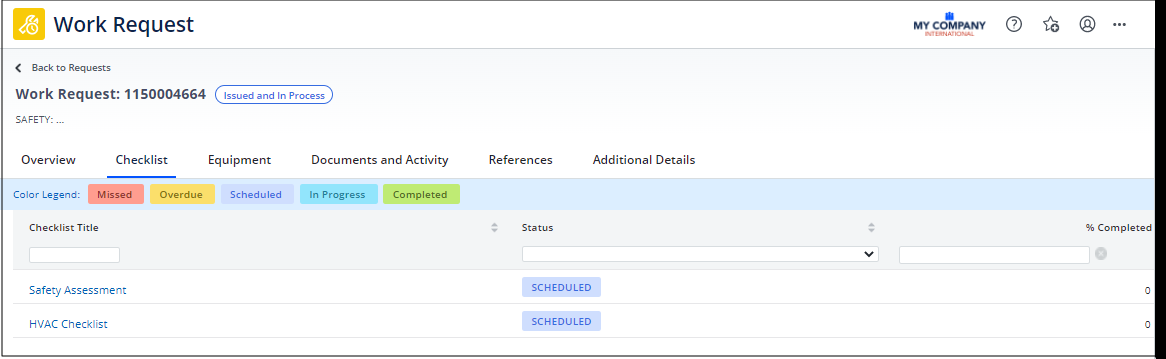 Work Request
MY COMPANY
INTERNATIONAL
Back to Requests
Work Request: 1150004664 Issued and In Process
SAFETY: ...
Overview Checklist Equipment Documents and Activity References Additional Details
Color Legend: Missed Overdue Scheduled In Progress Completed
Checklist Title Status % Completed
Safety Assessment SCHEDULED 0
HVAC Checklist SCHEDULED 0